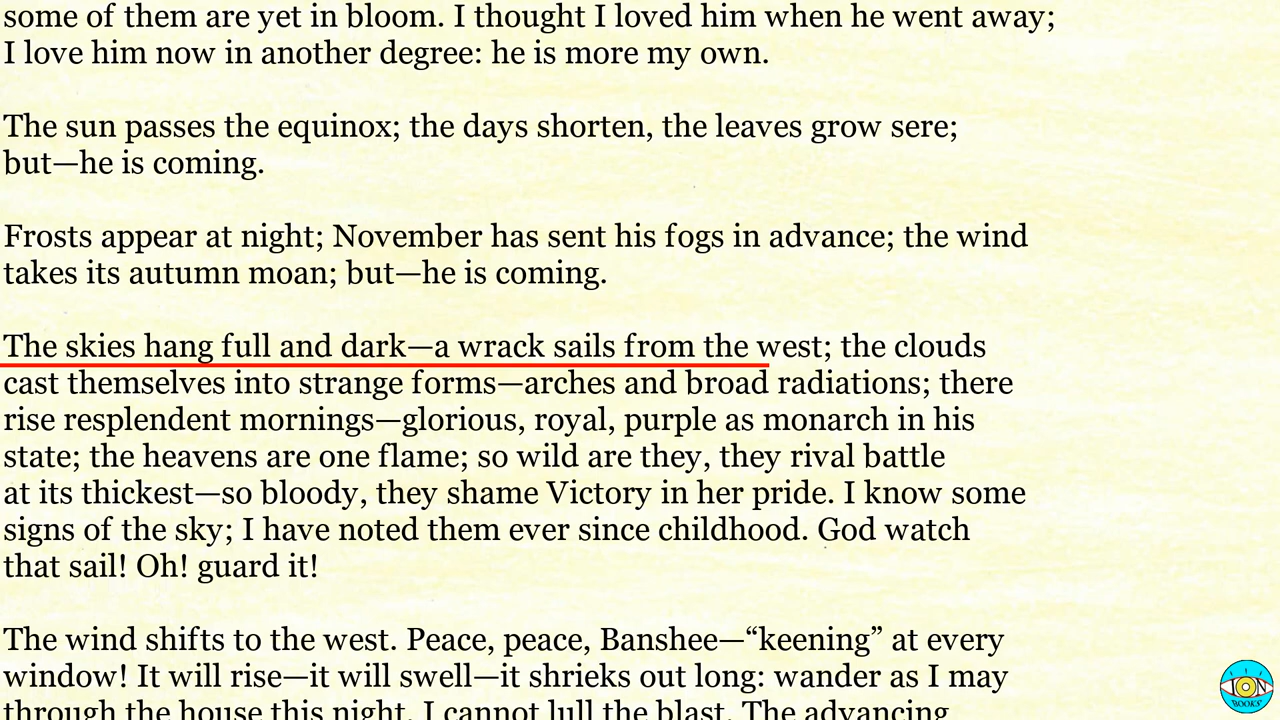 some of them are yet in bloom. I thought I loved him when he went away;
I love him now in another degree: he is more my own.
The sun passes the equinox; the days shorten, the leaves grow sere;
but—he is coming.
Frosts appear at night; November has sent his fogs in advance; the wind
takes its autumn moan; but—he is coming.
The skies hang full and dark—a wrack sails from the west; the clouds
cast themselves into strange forms—arches and broad radiations; there
rise resplendent mornings—glorious, royal, purple as monarch in his
state; the heavens are one flame; so wild are they, they rival battle
at its thickest—so bloody, they shame Victory in her pride. I know some
signs of the sky; I have noted them ever since childhood. God watch
that sail! Oh! guard it!
The wind shifts to the west. Peace, peace, Banshee—“keening” at every
window! It will rise—it will swell—it shrieks out long: wander as I may
through the house this night, I cannot lull the blast. The advancing
ION
BOOKS